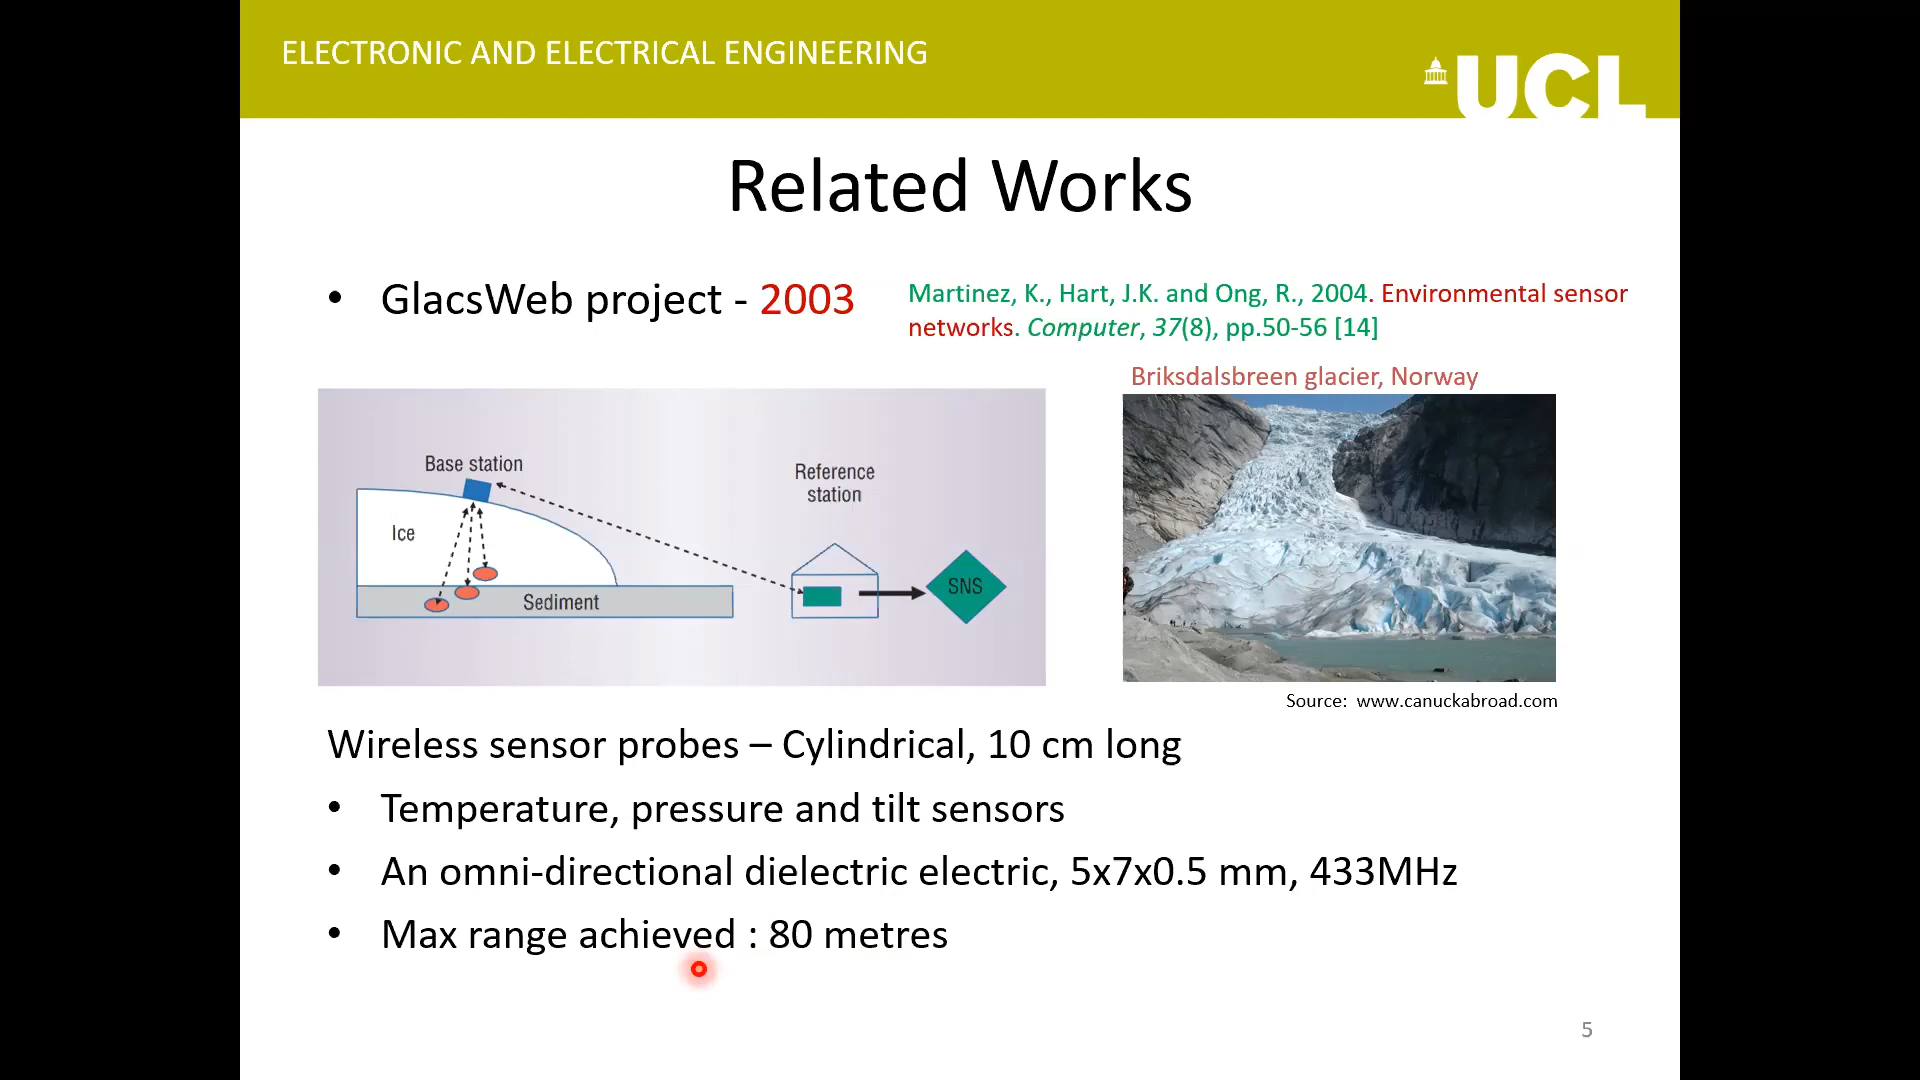 ELECTRONIC AND ELECTRICAL ENGINEERING
UCL
Related Works
• GlacsWeb project - 2003
Martinez, K., Hart, J.K. and Ong, R., 2004. Environmental sensor
networks. Computer, 37(8), pp.50-56 [14]
Briksdalsbreen glacier, Norway
Base station
Reference
station
Ice
SNS
Sediment
Source: www.canuckabroad.com
Wireless sensor probes – Cylindrical, 10 cm long
• Temperature, pressure and tilt sensors
• An omni-directional dielectric electric, 5x7x0.5 mm, 433MHz
• Max range achieved : 80 metres
5